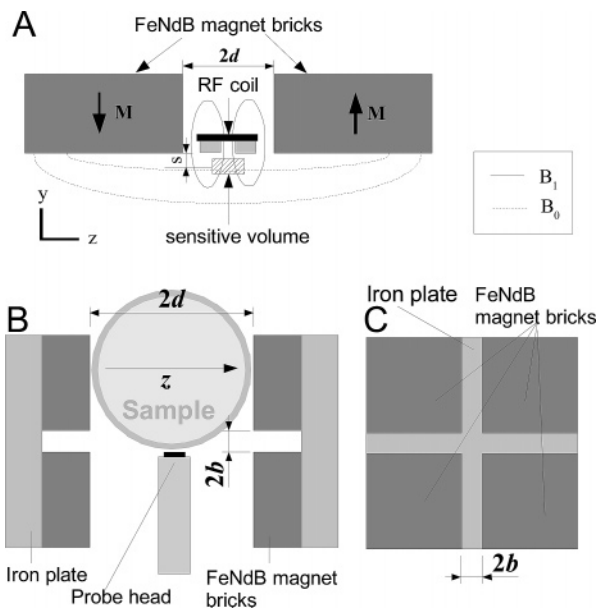 A
FeNdB magnet bricks
2d
RF coil
M
M
s
y
z
sensitive volume
B1
B0
B
2d
z
Sample
2b
Iron plate
Probe head
FeNdB magnet
bricks
C
Iron plate
FeNdB
magnet bricks
2b